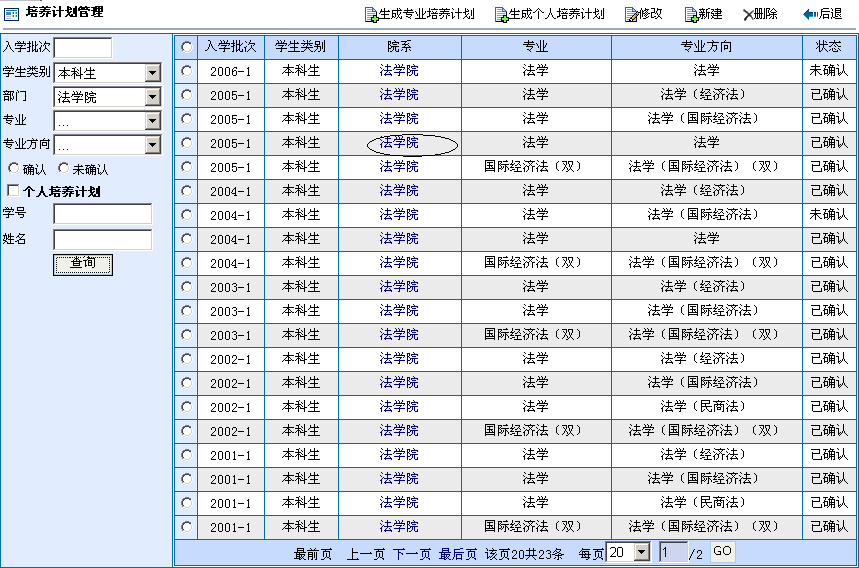 培养计划管理 生成专业培养计划 生成个人培养计划 修改 新建 删除 后退
入学批次
学生类别 本科生
部门 法学院
专业 ...
专业方向 ...
确认 未确认
个人培养计划
学号
姓名
查询
入学批次 学生类别 院系 专业 专业方向 状态
2006-1 本科生 法学院 法学 法学 未确认
2005-1 本科生 法学院 法学 法学（经济法） 已确认
2005-1 本科生 法学院 法学 法学（国际经济法） 已确认
2005-1 本科生 法学院 法学 法学 已确认
2005-1 本科生 法学院 国际经济法（双） 法学（国际经济法）（双） 已确认
2004-1 本科生 法学院 法学 法学（经济法） 已确认
2004-1 本科生 法学院 法学 法学（国际经济法） 未确认
2004-1 本科生 法学院 法学 法学 已确认
2004-1 本科生 法学院 国际经济法（双） 法学（国际经济法）（双） 已确认
2003-1 本科生 法学院 法学 法学（经济法） 已确认
2003-1 本科生 法学院 法学 法学（国际经济法） 已确认
2003-1 本科生 法学院 国际经济法（双） 法学（国际经济法）（双） 已确认
2002-1 本科生 法学院 法学 法学（经济法） 已确认
2002-1 本科生 法学院 法学 法学（国际经济法） 已确认
2002-1 本科生 法学院 法学 法学（民商法） 已确认
2002-1 本科生 法学院 国际经济法（双） 法学（国际经济法）（双） 已确认
2001-1 本科生 法学院 法学 法学（经济法） 已确认
2001-1 本科生 法学院 法学 法学（国际经济法） 已确认
2001-1 本科生 法学院 法学 法学（民商法） 已确认
2001-1 本科生 法学院 国际经济法（双） 法学（国际经济法）（双） 已确认
最前页 上一页 下一页 最后页 该页20共23条 每页 20 1 /2 GO